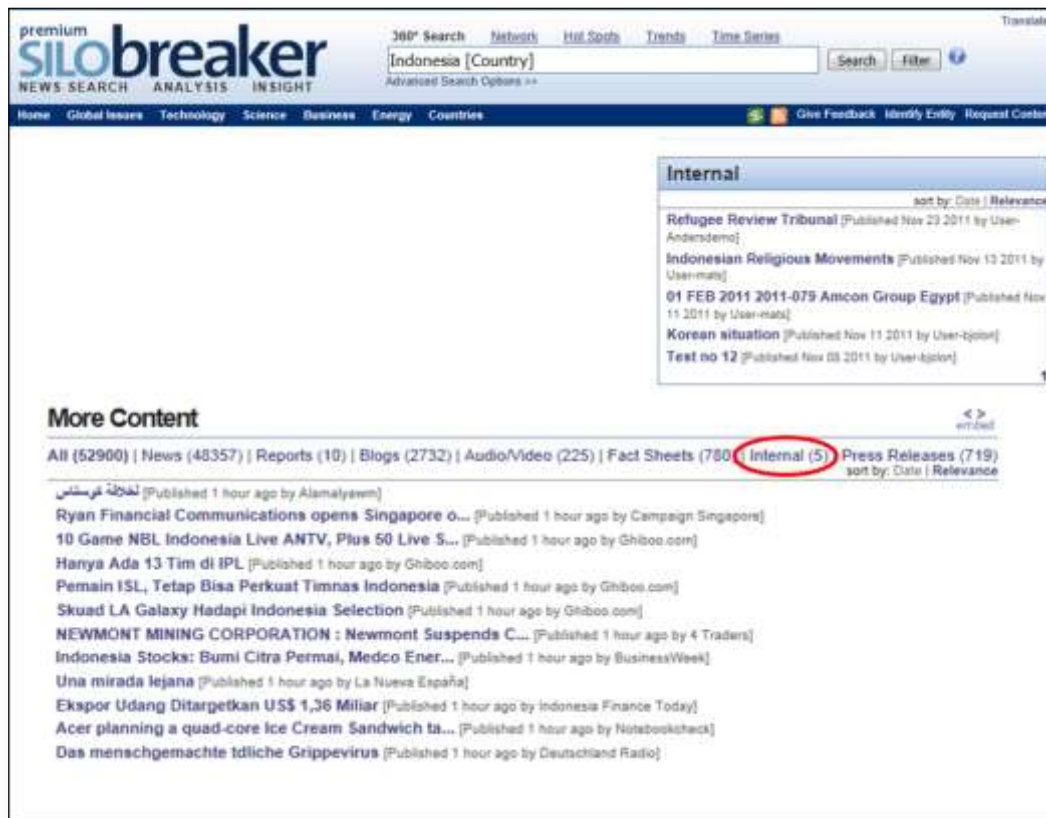 Translate
premium
SILObreaker
NEWS SEARCH ANALYSIS INSIGHT
360° Search Network Hot Spots Trends Time Series
Indonesia [Country]
Search Filter ?
Advanced Search Options >>
Home Global Issues Technology Science Business Energy Countries
Give Feedback Identify Entity Request Conte
Internal
sort by: Date | Relevance
Refugee Review Tribunal [Published Nov 23 2011 by User-
Andersdemo]
Indonesian Religious Movements [Published Nov 13 2011 by
User-mats]
01 FEB 2011 2011-079 Amcon Group Egypt [Published Nov
11 2011 by User-mats]
Korean situation [Published Nov 11 2011 by User-bjolon]
Test no 12 [Published Nov 08 2011 by User-bjolon]
1
More Content
< >
embed
All (52900) | News (48357) | Reports (10) | Blogs (2732) | Audio/Video (225) | Fact Sheets (780) | Internal (5) | Press Releases (719)
sort by: Date | Relevance
[Published 1 hour ago by Alamalyawm]
Ryan Financial Communications opens Singapore o... [Published 1 hour ago by Campaign Singapore]
10 Game NBL Indonesia Live ANTV, Plus 50 Live S... [Published 1 hour ago by Ghiboo.com]
Hanya Ada 13 Tim di IPL [Published 1 hour ago by Ghiboo.com]
Pemain ISL, Tetap Bisa Perkuat Timnas Indonesia [Published 1 hour ago by Ghiboo.com]
Skuad LA Galaxy Hadapi Indonesia Selection [Published 1 hour ago by Ghiboo.com]
NEWMONT MINING CORPORATION : Newmont Suspends C... [Published 1 hour ago by 4 Traders]
Indonesia Stocks: Bumi Citra Permai, Medco Ener... [Published 1 hour ago by BusinessWeek]
Una mirada lejana [Published 1 hour ago by La Nueva España]
Ekspor Udang Ditargetkan US$ 1,36 Miliar [Published 1 hour ago by Indonesia Finance Today]
Acer planning a quad-core Ice Cream Sandwich ta... [Published 1 hour ago by Notebookcheck]
Das menschgemachte tdliche Grippevirus [Published 1 hour ago by Deutschland Radio]